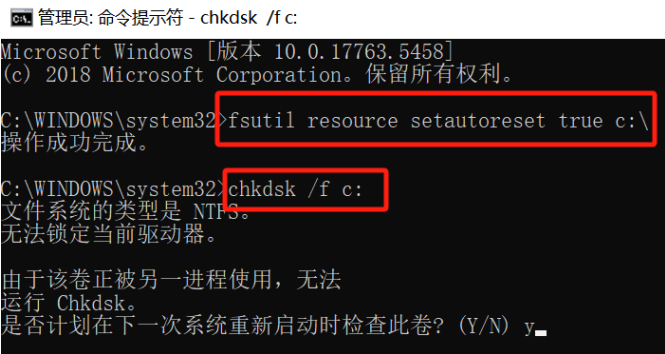 管理员: 命令提示符 - chkdsk /f c:
Microsoft Windows [版本 10.0.17763.5458]
(c) 2018 Microsoft Corporation。保留所有权利。
C:\WINDOWS\system32>fsutil resource setautoreset true c:\
操作成功完成。
C:\WINDOWS\system32>chkdsk /f c:
文件系统的类型是 NTFS。
无法锁定当前驱动器。
由于该卷正被另一进程使用，无法
运行 Chkdsk。
是否计划在下一次系统重新启动时检查此卷? (Y/N) y